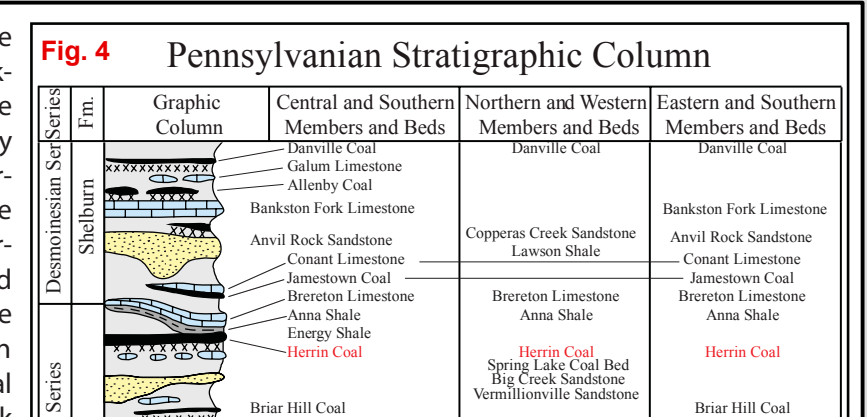 e
k-
e
y
r-
e
r-
d
e
n
al
k
Fig. 4
Pennsylvanian Stratigraphic Column
Series
Fm.
Graphic
Column
Central and Southern
Members and Beds
Northern and Western
Members and Beds
Eastern and Southern
Members and Beds
Desmoinesian Ser
Shelburn
Danville Coal
Danville Coal
Danville Coal
Galum Limestone
Allenby Coal
Bankston Fork Limestone
Bankston Fork Limestone
Anvil Rock Sandstone
Copperas Creek Sandstone
Anvil Rock Sandstone
Lawson Shale
Conant Limestone
Conant Limestone
Jamestown Coal
Jamestown Coal
Brereton Limestone
Brereton Limestone
Brereton Limestone
Anna Shale
Anna Shale
Anna Shale
Energy Shale
Herrin Coal
Herrin Coal
Herrin Coal
Spring Lake Coal Bed
Big Creek Sandstone
Vermillionville Sandstone
Series
Briar Hill Coal
Briar Hill Coal